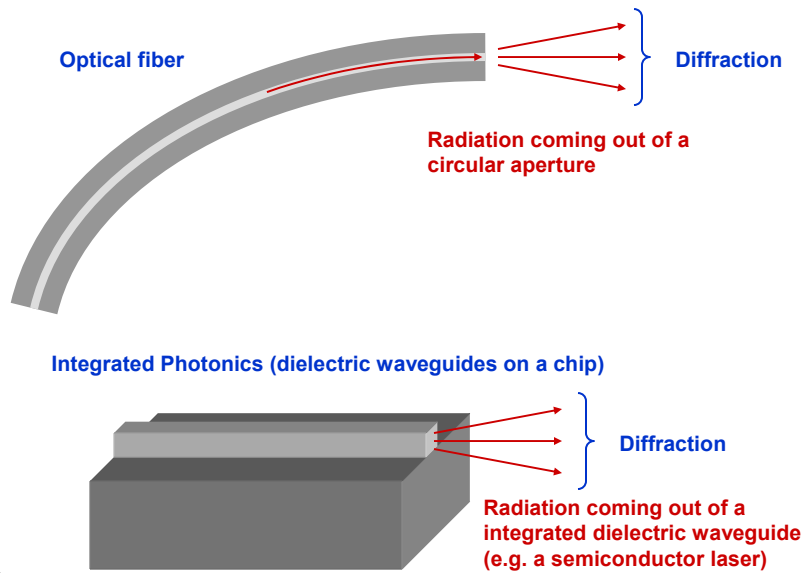 Optical fiber
Diffraction
Radiation coming out of a
circular aperture
Integrated Photonics (dielectric waveguides on a chip)
Diffraction
Radiation coming out of a
integrated dielectric waveguide
(e.g. a semiconductor laser)